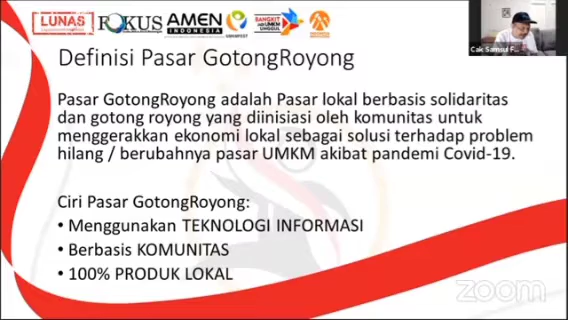 LUNAS
FOKUS
AMEN
INDONESIA
BANGKIT
UMKM
UNGGUL
Cak Samsul F...
Definisi Pasar GotongRoyong
Pasar GotongRoyong adalah Pasar lokal berbasis solidaritas
dan gotong royong yang diinisiasi oleh komunitas untuk
menggerakkan ekonomi lokal sebagai solusi terhadap problem
hilang / berubahnya pasar UMKM akibat pandemi Covid-19.
Ciri Pasar GotongRoyong:
• Menggunakan TEKNOLOGI INFORMASI
• Berbasis KOMUNITAS
• 100% PRODUK LOKAL
zoom